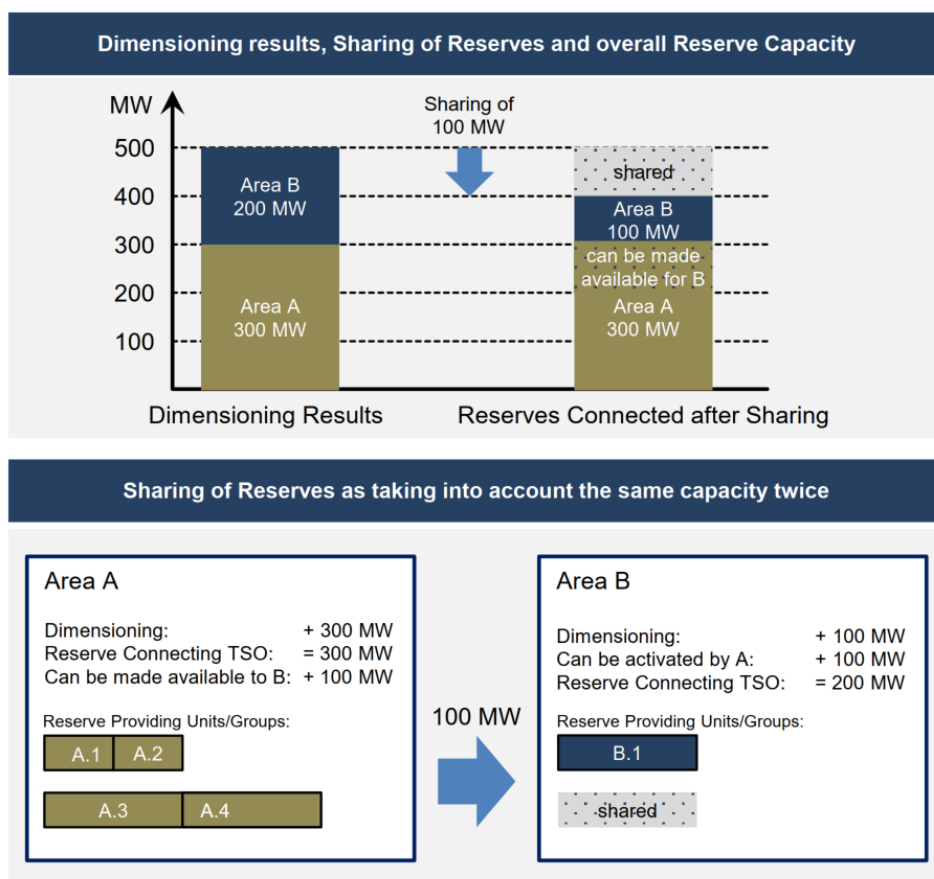 Dimensioning results, Sharing of Reserves and overall Reserve Capacity
MW
Sharing of
100 MW
500
400
300
200
100
Area B
200 MW
Area A
300 MW
shared
Area B
100 MW
can be made
available for B
Area A
300 MW
Dimensioning Results
Reserves Connected after Sharing
Sharing of Reserves as taking into account the same capacity twice
Area A
Dimensioning: + 300 MW
Reserve Connecting TSO: = 300 MW
Can be made available to B: + 100 MW
Reserve Providing Units/Groups:
A.1 A.2
A.3 A.4
100 MW
Area B
Dimensioning: + 100 MW
Can be activated by A: + 100 MW
Reserve Connecting TSO: = 200 MW
Reserve Providing Units/Groups:
B.1
shared